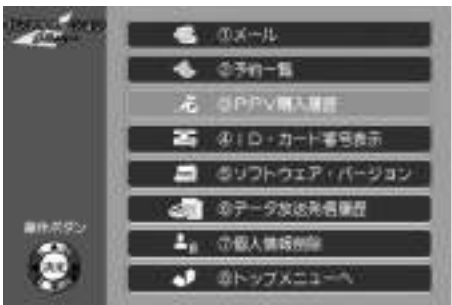 ①メール
②予約一覧
③PPV購入履歴
④ID・カード番号表示
⑤ソフトウェア・バージョン
⑥データ放送発信履歴
⑦個人情報削除
⑧トップメニューへ
操作ボタン
決定